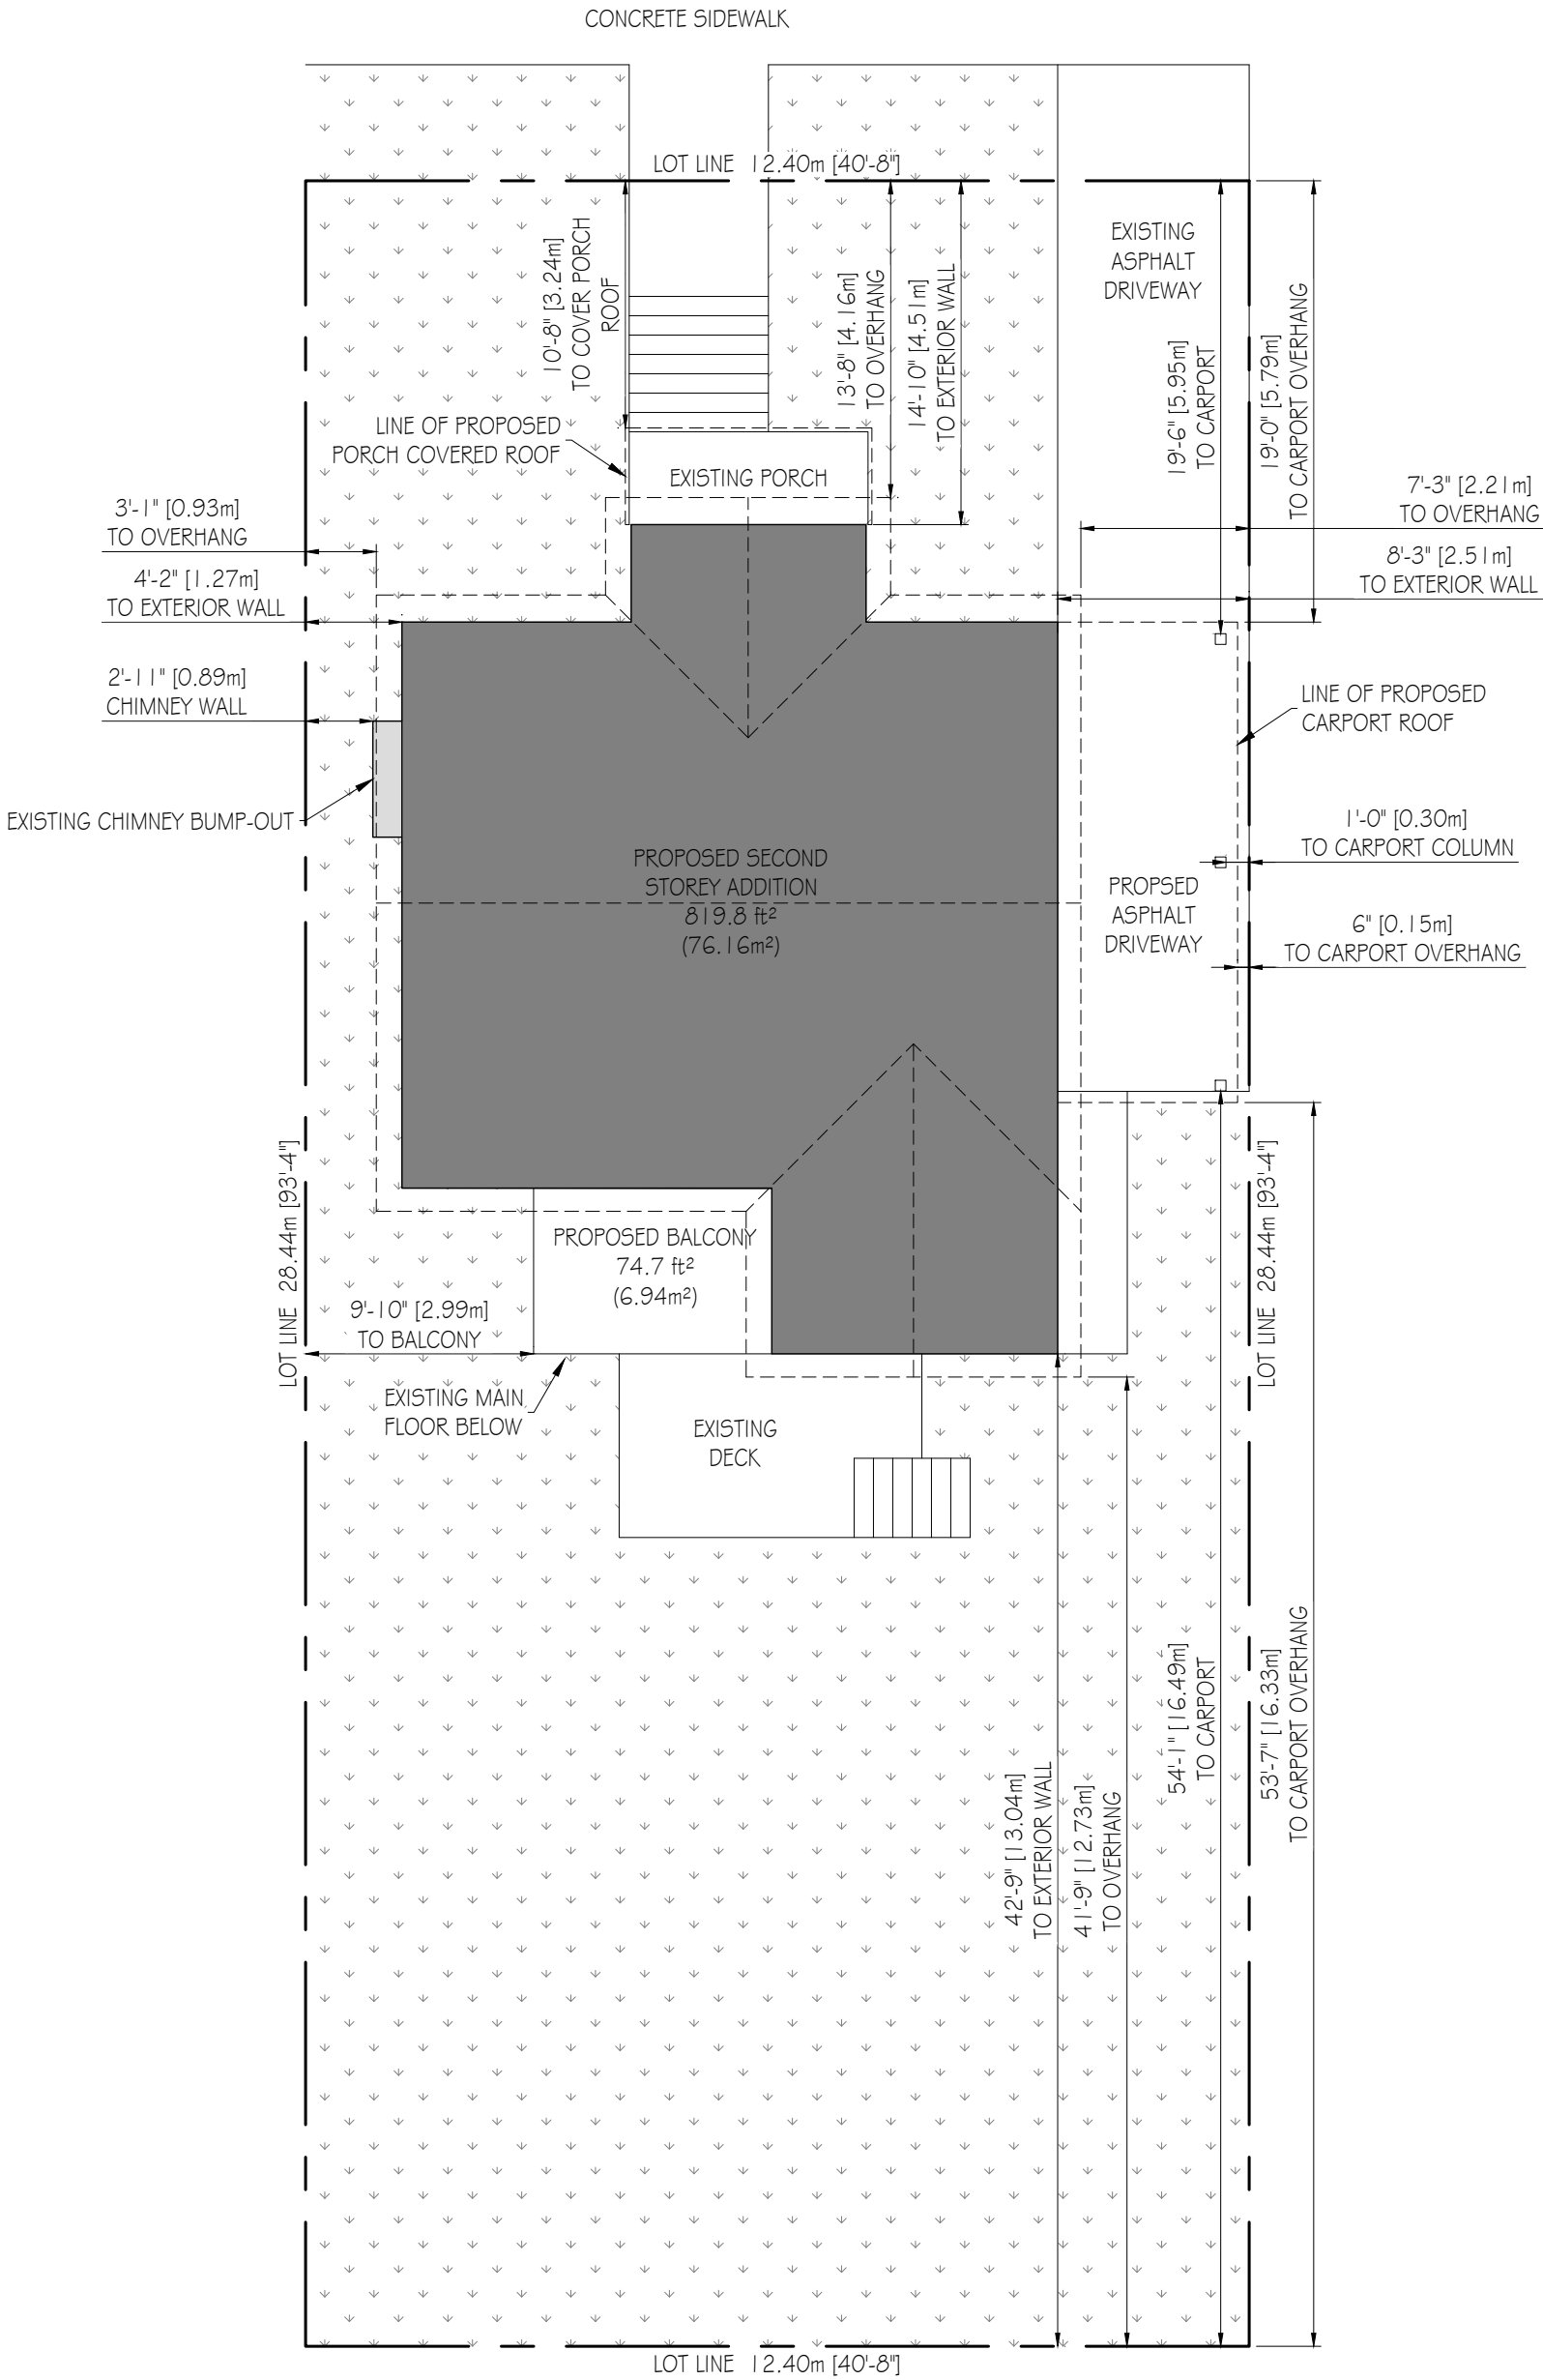 CONCRETE SIDEWALK
LOT LINE 12.40m [40'-8"]
EXISTING
ASPHALT
DRIVEWAY
10'-8" [3.24m]
TO COVER PORCH
ROOF
13'-8" [4.16m]
TO OVERHANG
14'-10" [4.51m]
TO EXTERIOR WALL
19'-6" [5.95m]
TO CARPORT
19'-0" [5.79m]
TO CARPORT OVERHANG
LINE OF PROPOSED
PORCH COVERED ROOF
EXISTING PORCH
3'-1" [0.93m]
TO OVERHANG
7'-3" [2.21m]
TO OVERHANG
4'-2" [1.27m]
TO EXTERIOR WALL
8'-3" [2.51m]
TO EXTERIOR WALL
2'-11" [0.89m]
CHIMNEY WALL
LINE OF PROPOSED
CARPORT ROOF
EXISTING CHIMNEY BUMP-OUT
1'-0" [0.30m]
TO CARPORT COLUMN
PROPOSED SECOND
STOREY ADDITION
819.8 ft²
(76.16m²)
PROPSED
ASPHALT
DRIVEWAY
6" [0.15m]
TO CARPORT OVERHANG
LOT LINE 28.44m [93'-4"]
PROPOSED BALCONY
74.7 ft²
(6.94m²)
LOT LINE 28.44m [93'-4"]
9'-10" [2.99m]
TO BALCONY
EXISTING MAIN
FLOOR BELOW
EXISTING
DECK
42'-9" [13.04m]
TO EXTERIOR WALL
41'-9" [12.73m]
TO OVERHANG
54'-1" [16.49m]
TO CARPORT
53'-7" [16.33m]
TO CARPORT OVERHANG
LOT LINE 12.40m [40'-8"]